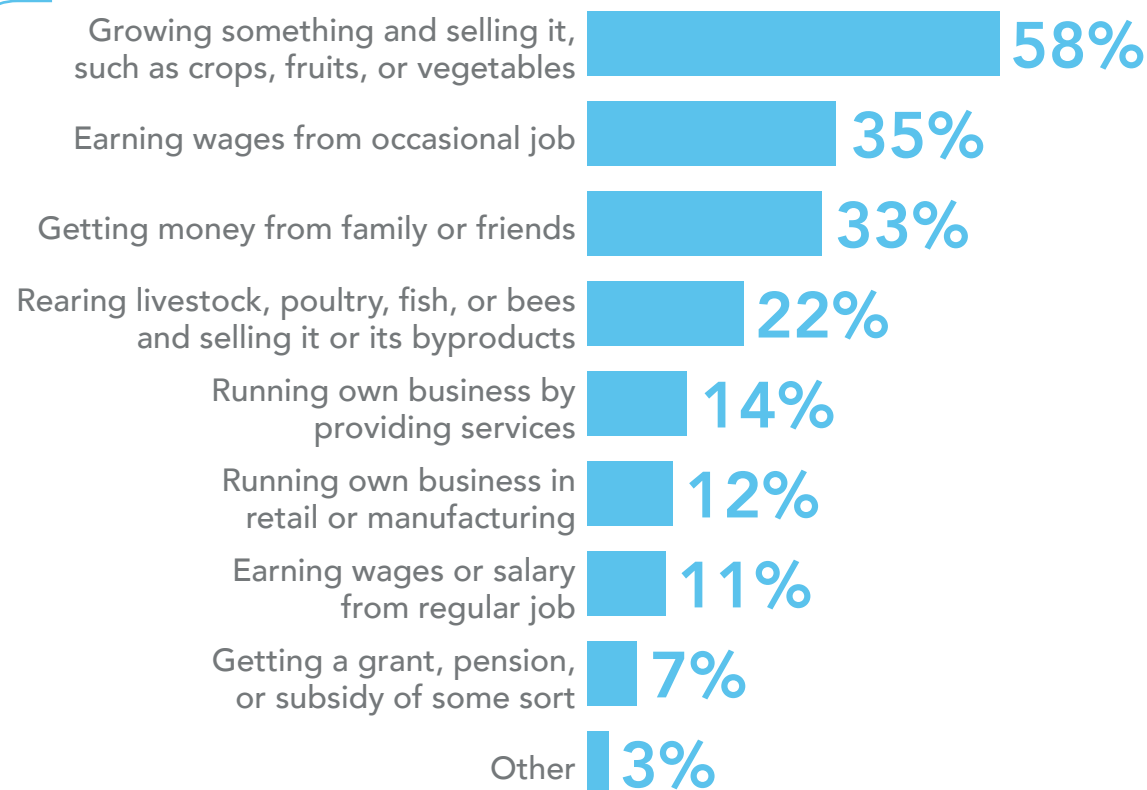 Growing something and selling it,
such as crops, fruits, or vegetables
58%
Earning wages from occasional job
35%
Getting money from family or friends
33%
Rearing livestock, poultry, fish, or bees
and selling it or its byproducts
22%
Running own business by
providing services
14%
Running own business in
retail or manufacturing
12%
Earning wages or salary
from regular job
11%
Getting a grant, pension,
or subsidy of some sort
7%
Other
3%